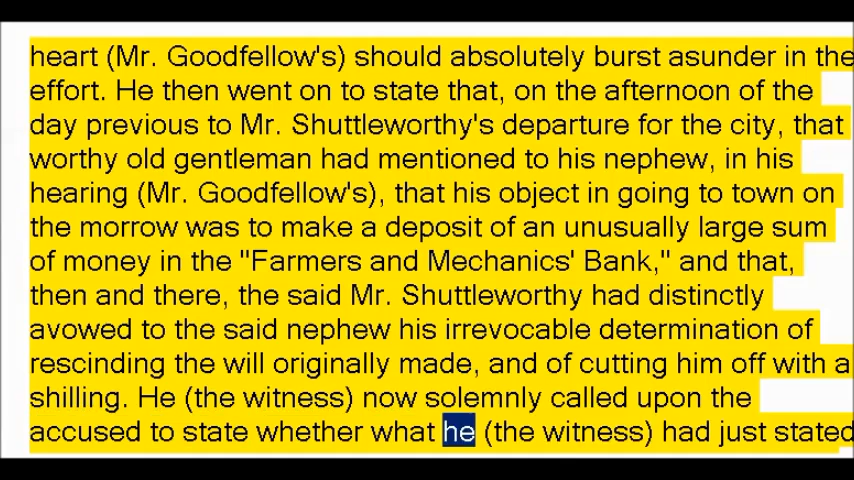 heart (Mr. Goodfellow's) should absolutely burst asunder in the
effort. He then went on to state that, on the afternoon of the
day previous to Mr. Shuttleworthy's departure for the city, that
worthy old gentleman had mentioned to his nephew, in his
hearing (Mr. Goodfellow's), that his object in going to town on
the morrow was to make a deposit of an unusually large sum
of money in the "Farmers and Mechanics' Bank," and that,
then and there, the said Mr. Shuttleworthy had distinctly
avowed to the said nephew his irrevocable determination of
rescinding the will originally made, and of cutting him off with a
shilling. He (the witness) now solemnly called upon the
accused to state whether what he (the witness) had just stated